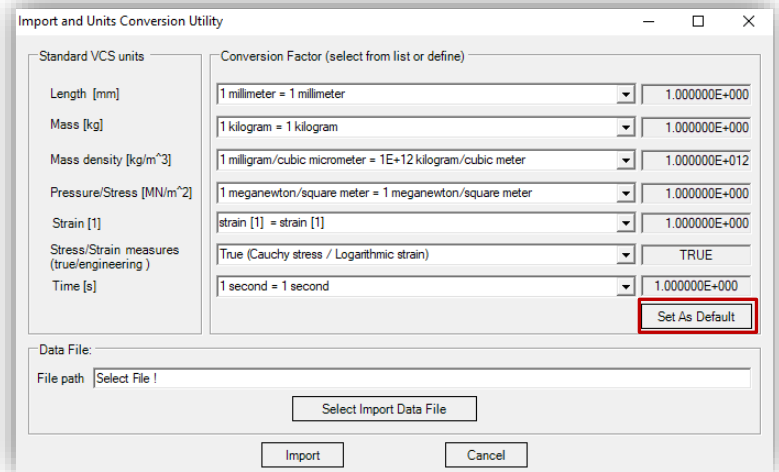 Import and Units Conversion Utility
Standard VCS units
Conversion Factor (select from list or define)
Length [mm]
1 millimeter = 1 millimeter
1.000000E+000
Mass [kg]
1 kilogram = 1 kilogram
1.000000E+000
Mass density [kg/m^3]
1 milligram/cubic micrometer = 1E+12 kilogram/cubic meter
1.000000E+012
Pressure/Stress [MN/m^2]
1 meganewton/square meter = 1 meganewton/square meter
1.000000E+000
Strain [1]
strain [1] = strain [1]
1.000000E+000
Stress/Strain measures
(true/engineering )
True (Cauchy stress / Logarithmic strain)
TRUE
Time [s]
1 second = 1 second
1.000000E+000
Set As Default
Data File:
File path
Select File !
Select Import Data File
Import
Cancel